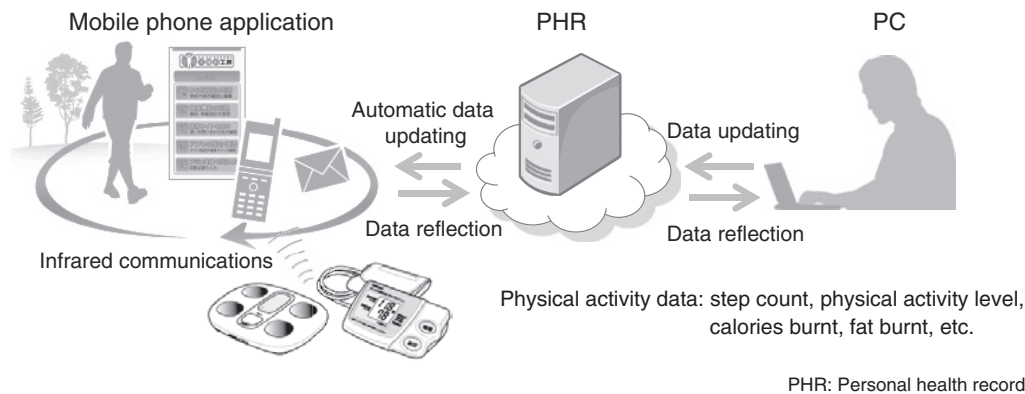 Mobile phone application
PHR
PC
Automatic data
updating
Data updating
Data reflection
Data reflection
Infrared communications
Physical activity data: step count, physical activity level,
calories burnt, fat burnt, etc.
PHR: Personal health record